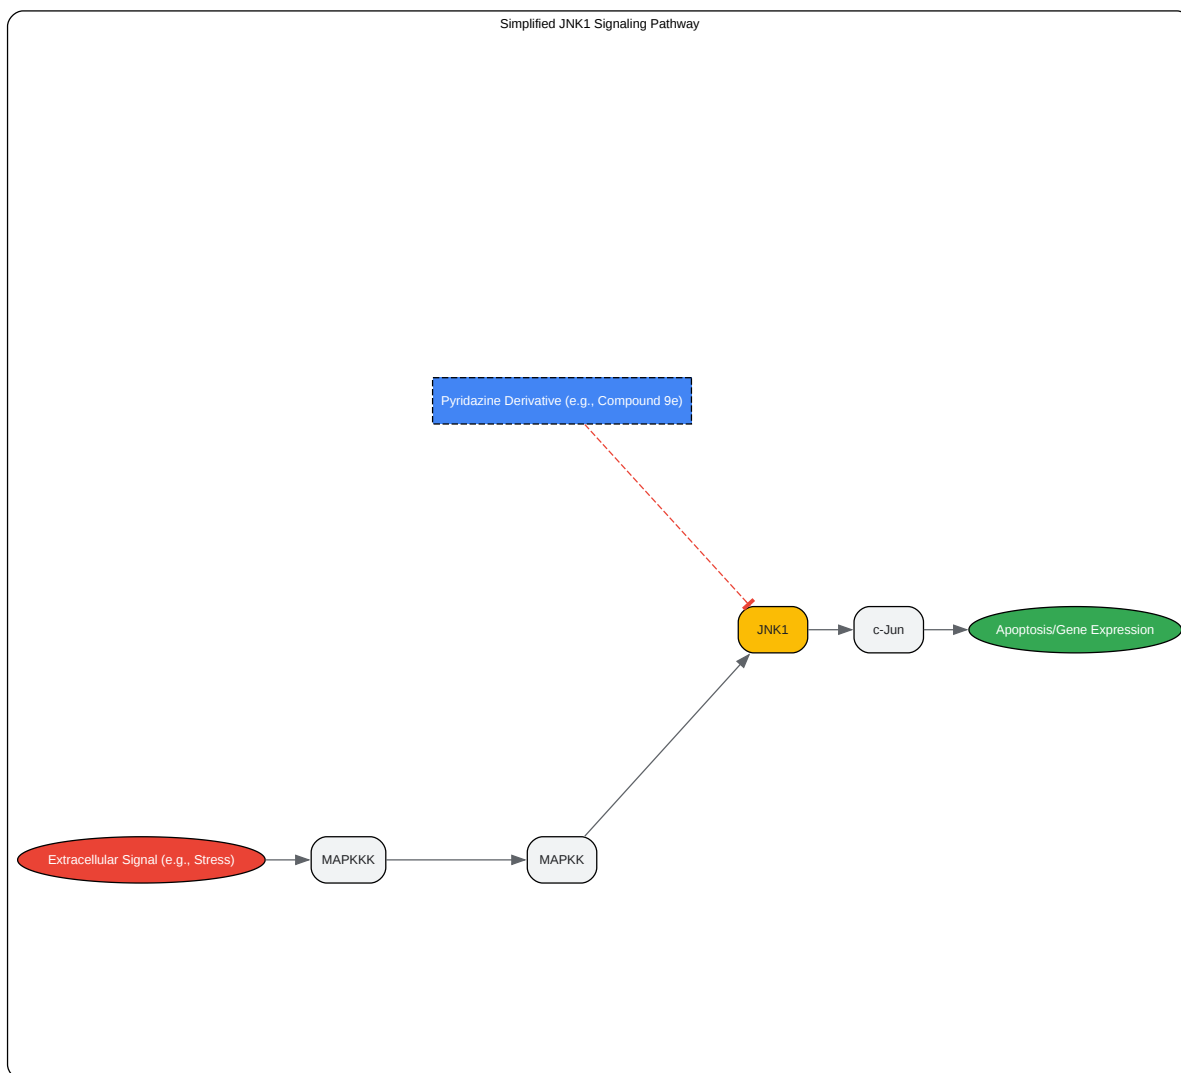 Simplified JNK1 Signaling Pathway
Pyridazine Derivative (e.g., Compound 9e)
JNK1
c-Jun
Apoptosis/Gene Expression
Extracellular Signal (e.g., Stress)
MAPKKK
MAPKK